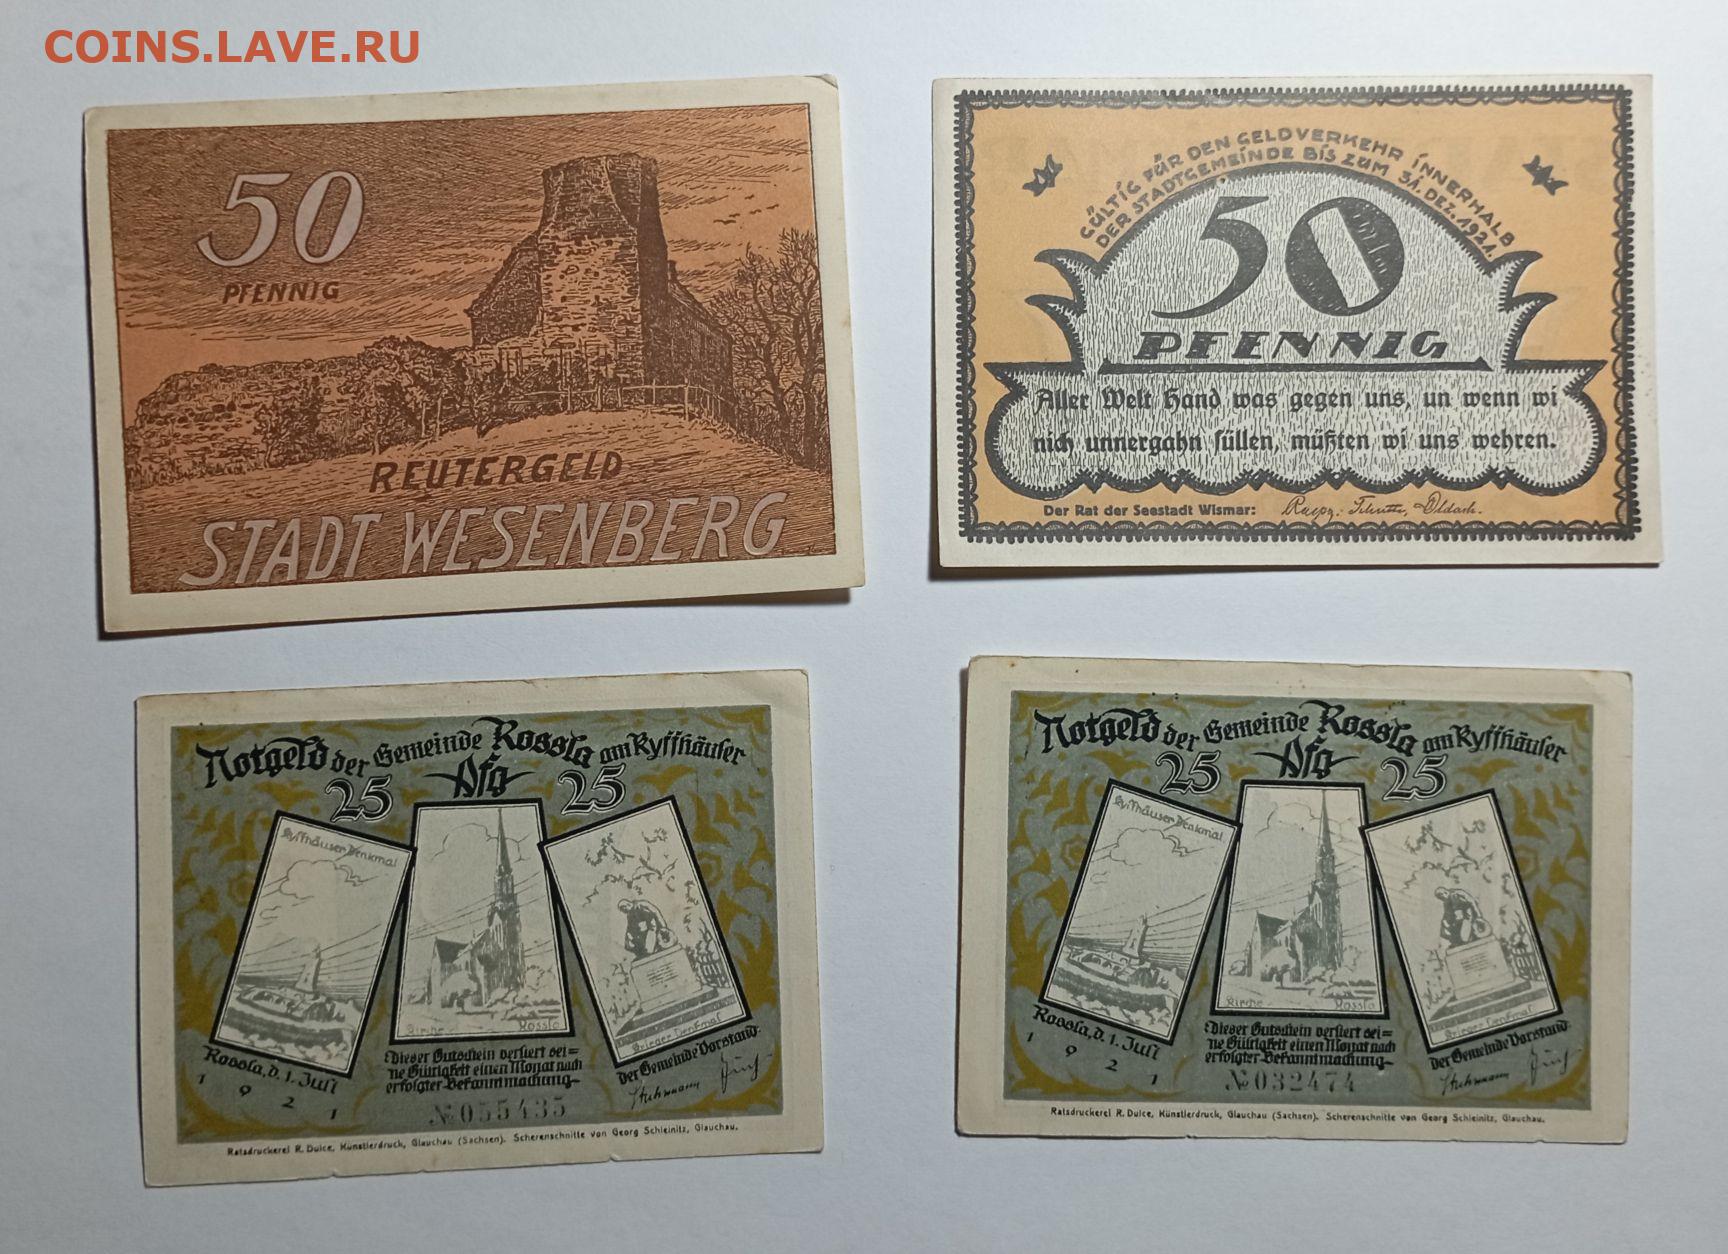 COINS.LAVE.RU
50
PFENNIG
REUTERGELD
STADT WESENBERG
GÜLTIG FÜR DEN GELDVERKEHR INNERHALB
DER STADTGEMEINDE BIS ZUM 31. DEZ. 1921.
50
PFENNIG
Aller Welt Hand was gegen uns, un wenn wi
nich unnergahn süllen, müßten wi uns wehren.
Der Rat der Seestadt Wismar:
Notgeld der Gemeinde Rossla am Kyffhäuser
25 Pfg 25
Kyffhäuser Denkmal
Kirche Rossla
Krieger Denkmal
Rossla, d. 1. Juli
1921
Dieser Gutschein verliert sei=
ne Gültigkeit einen Monat nach
erfolgter Bekanntmachung
der Gemeinde Vorstand:
№055435
Ratsdruckerei R. Dulce, Künstlerdruck, Glauchau (Sachsen). Scherenschnitte von Georg Schleinitz, Glauchau.
Notgeld der Gemeinde Rossla am Kyffhäuser
25 Pfg 25
Kyffhäuser Denkmal
Kirche Rossla
Krieger Denkmal
Rossla, d. 1. Juli
1921
Dieser Gutschein verliert sei=
ne Gültigkeit einen Monat nach
erfolgter Bekanntmachung
der Gemeinde Vorstand:
№032474
Ratsdruckerei R. Dulce, Künstlerdruck, Glauchau (Sachsen). Scherenschnitte von Georg Schleinitz, Glauchau.